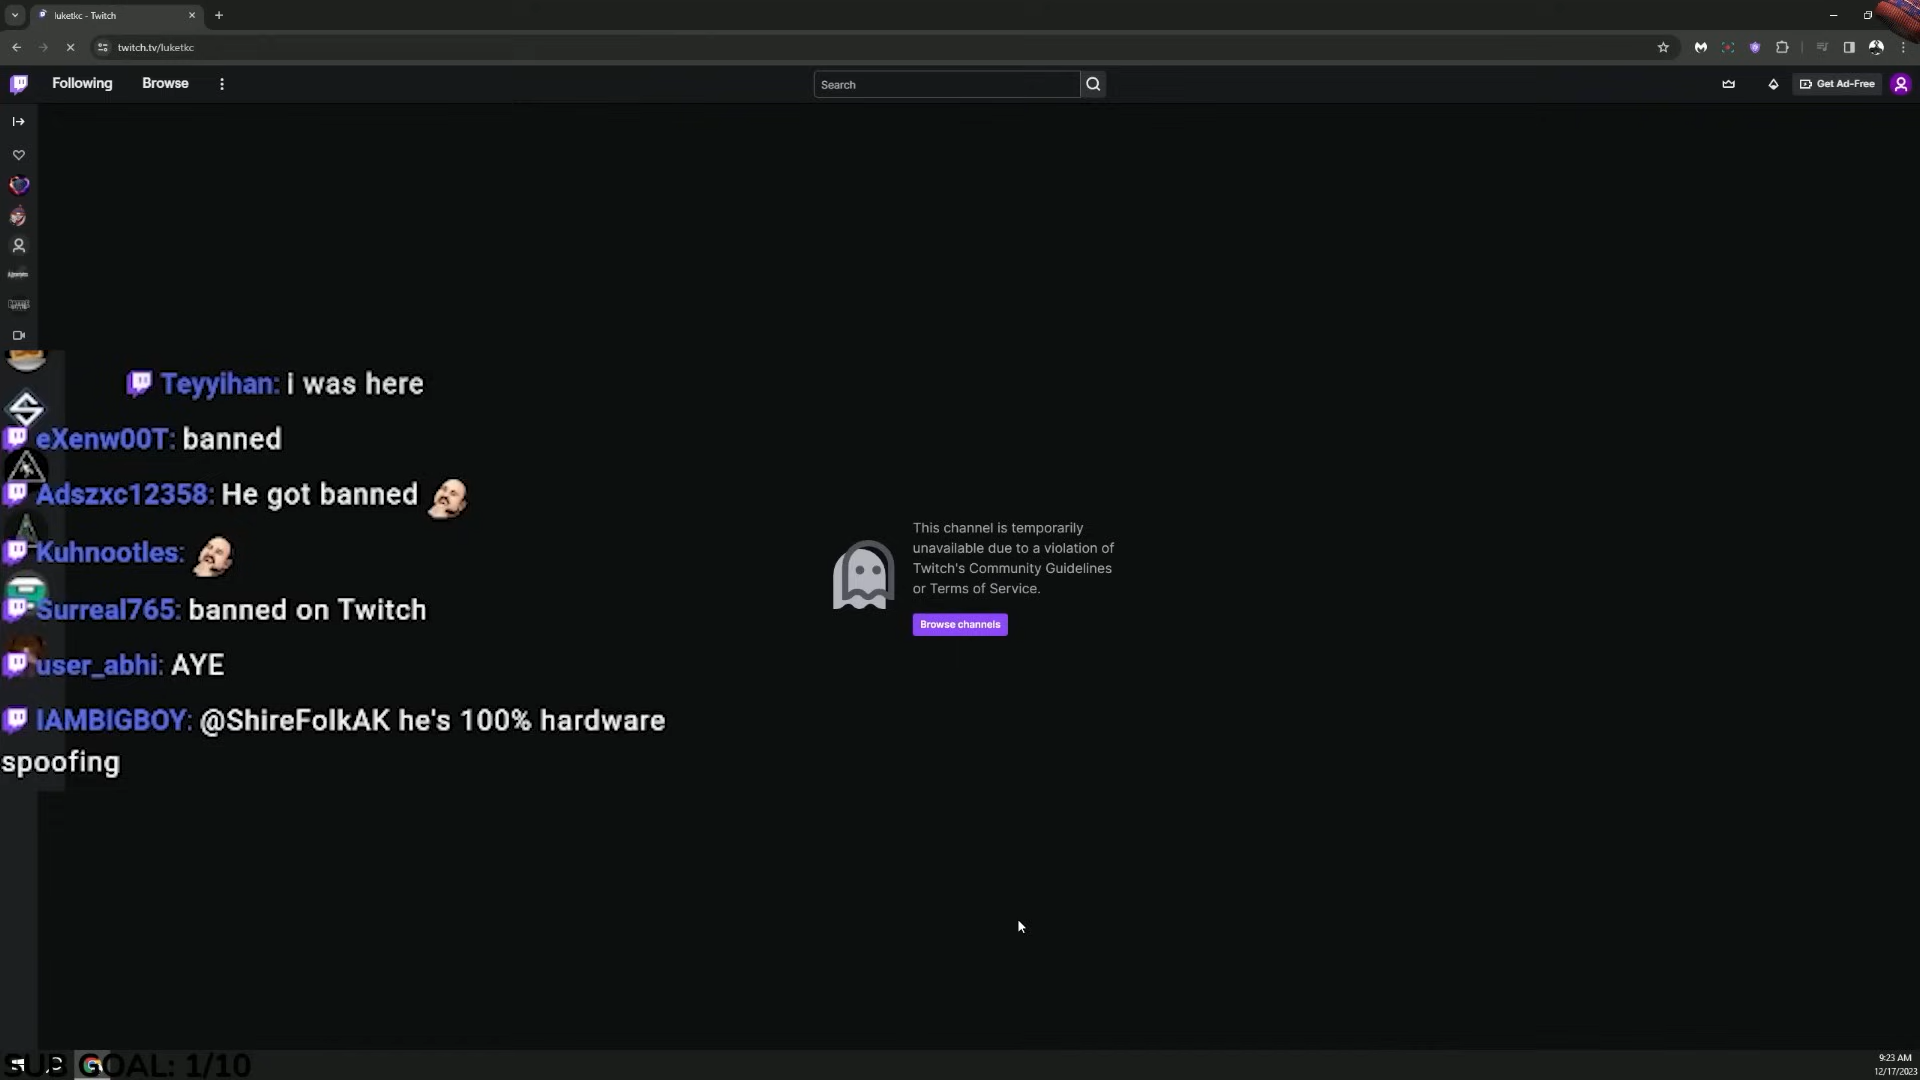 luketkc - Twitch
twitch.tv/luketkc
Following
Browse
Search
Get Ad-Free
Teyyihan: i was here
eXenw00T: banned
Adszxc12358: He got banned
Kuhnootles:
Surreal765: banned on Twitch
user_abhi: AYE
IAMBIGBOY: @ShireFolkAK he's 100% hardware
spoofing
This channel is temporarily
unavailable due to a violation of
Twitch's Community Guidelines
or Terms of Service.
Browse channels
SUB GOAL: 1/10
9:23 AM
12/17/2023